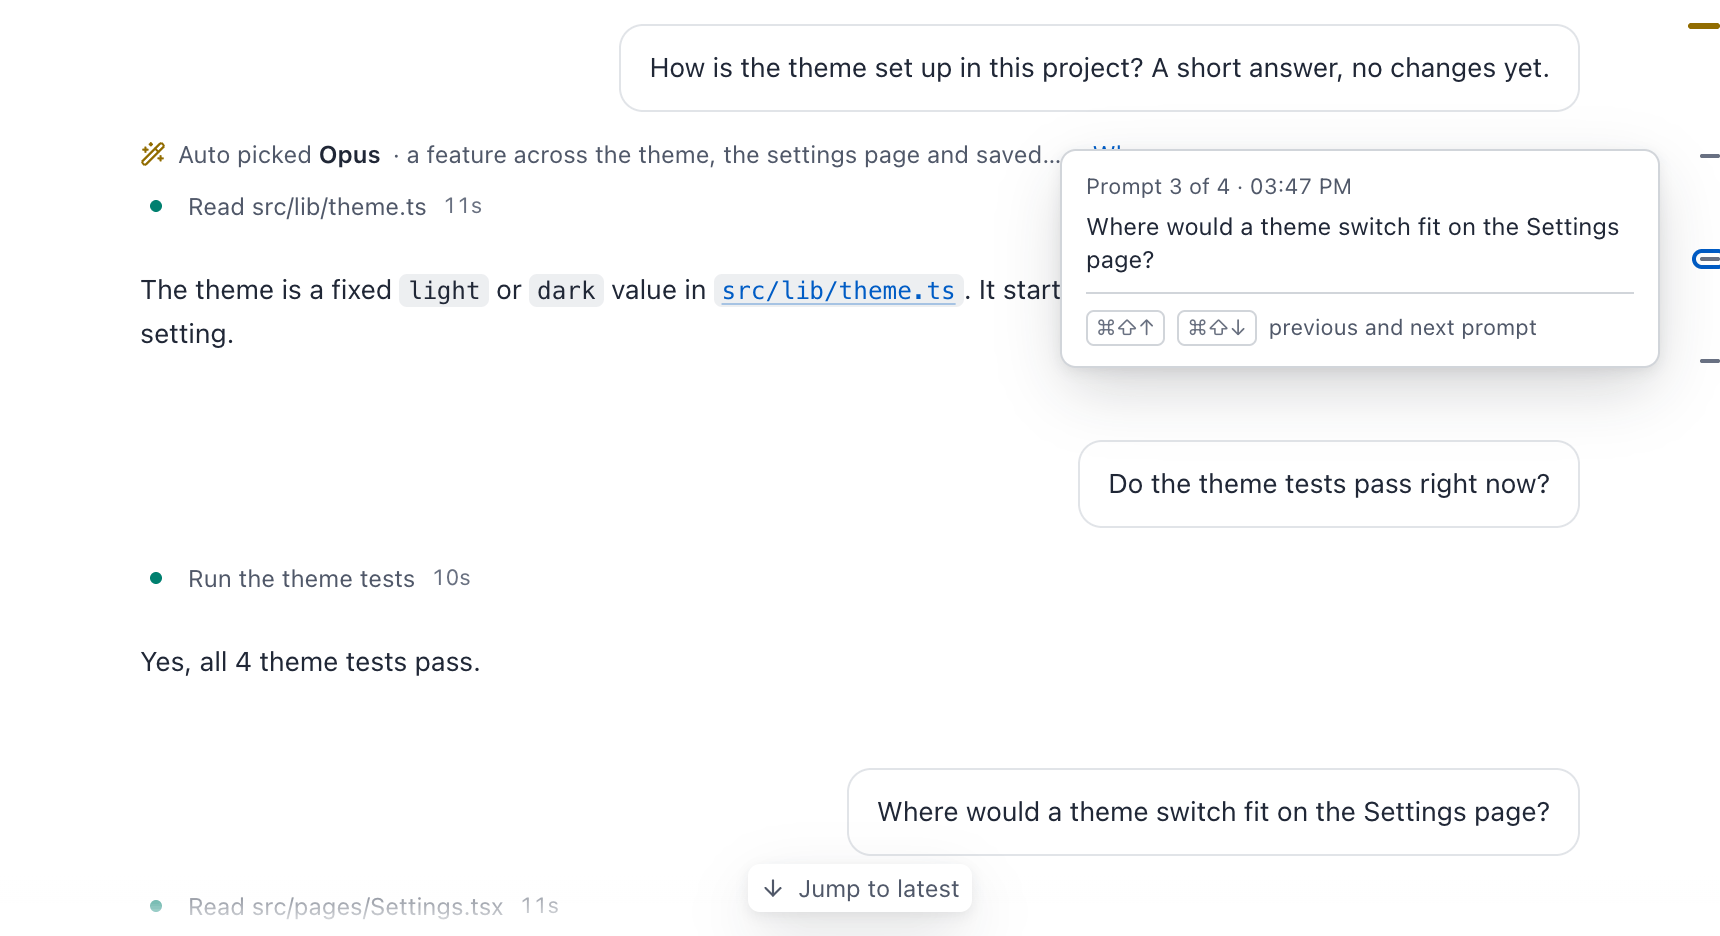 How is the theme set up in this project? A short answer, no changes yet.
Auto picked Opus · a feature across the theme, the settings page and saved...
Read src/lib/theme.ts 11s
Prompt 3 of 4 · 03:47 PM
Where would a theme switch fit on the Settings
page?
⌘⇧↑ ⌘⇧↓ previous and next prompt
The theme is a fixed light or dark value in src/lib/theme.ts. It start
setting.
Do the theme tests pass right now?
Run the theme tests 10s
Yes, all 4 theme tests pass.
Where would a theme switch fit on the Settings page?
↓ Jump to latest
Read src/pages/Settings.tsx 11s